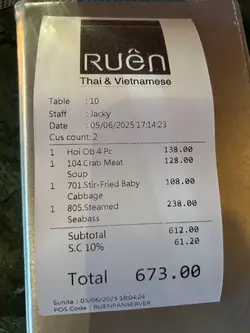 RUÊN
Thai & Vietnamese
Table : 10
Staff : Jacky
Date : 05/06/2025 17:14:23
Cus count: 2
1 Hoi Ob 4 Pc 138.00
1 104.Crab Meat 128.00
Soup
1 701.Stir-Fried Baby 108.00
Cabbage
1 805.Steamed 238.00
Seabass
Subtotal 612.00
S.C 10% 61.20
Total 673.00
Sunita : 05/06/2025 18:04:24
POS Code : RUENPANSERVER